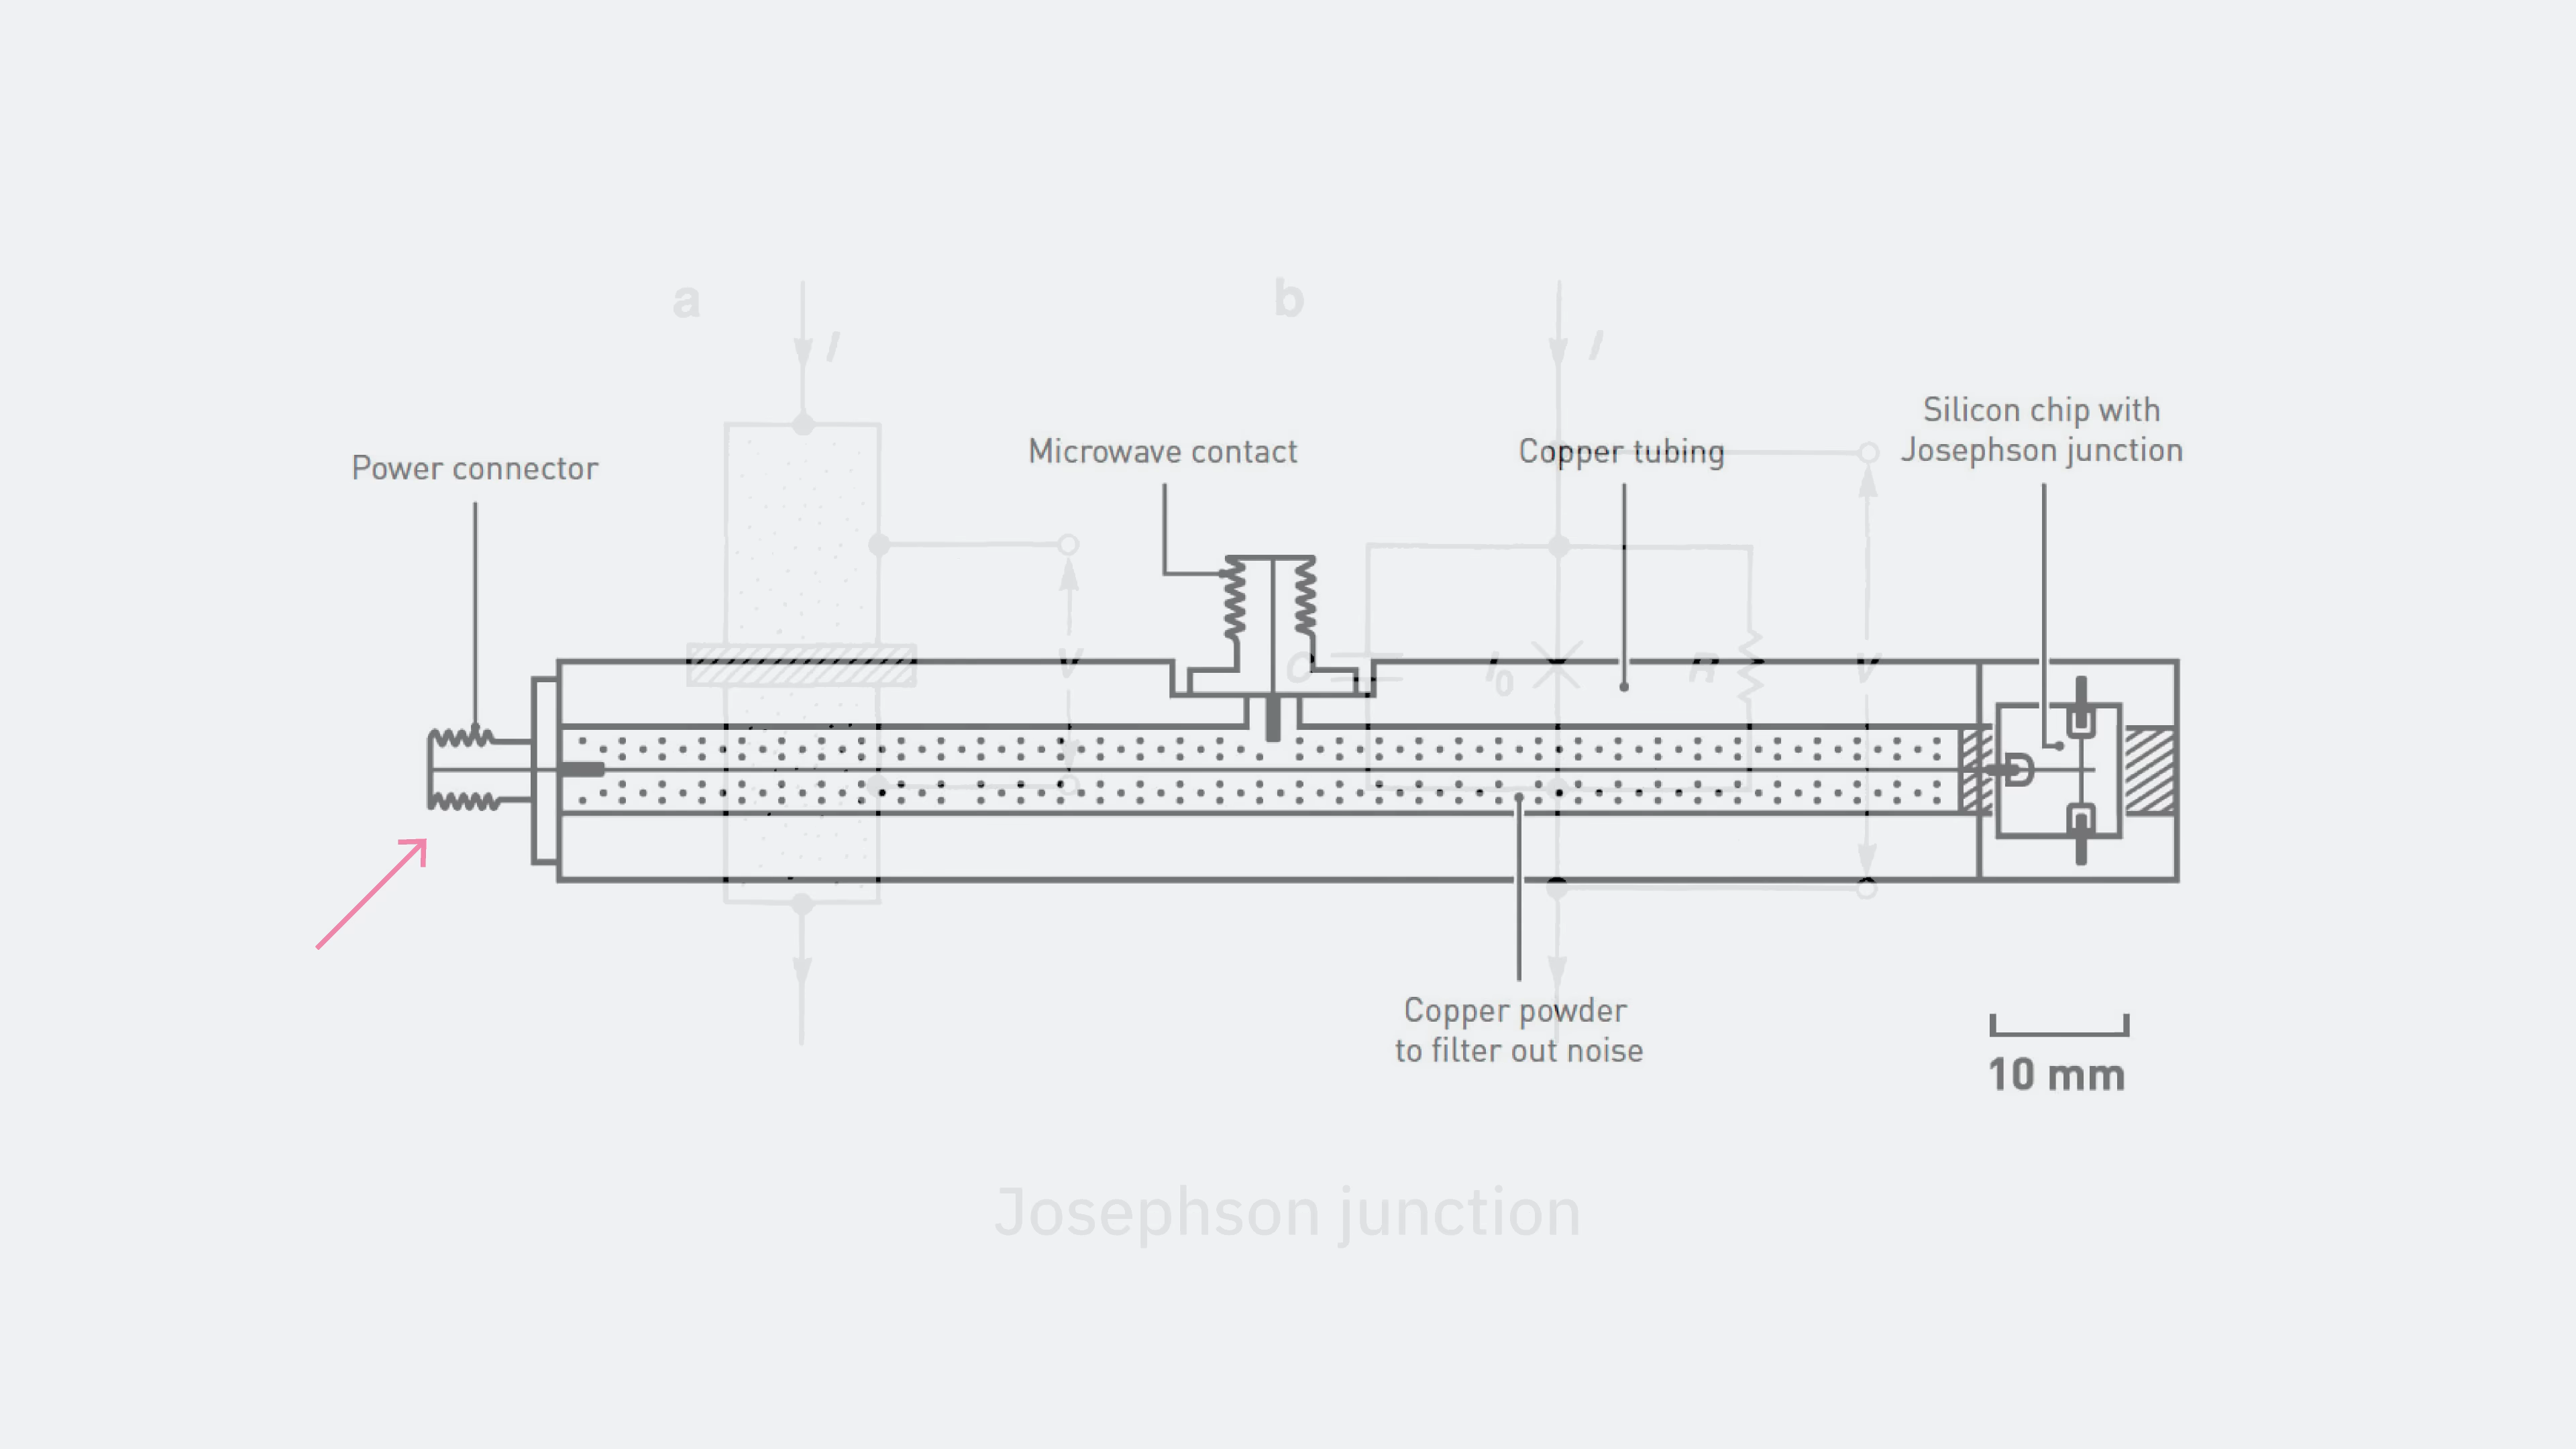 a
b
I
I
Silicon chip with
Josephson junction
Power connector
Microwave contact
Copper tubing
V
C
I0
R
V
Copper powder
to filter out noise
10 mm
Josephson junction